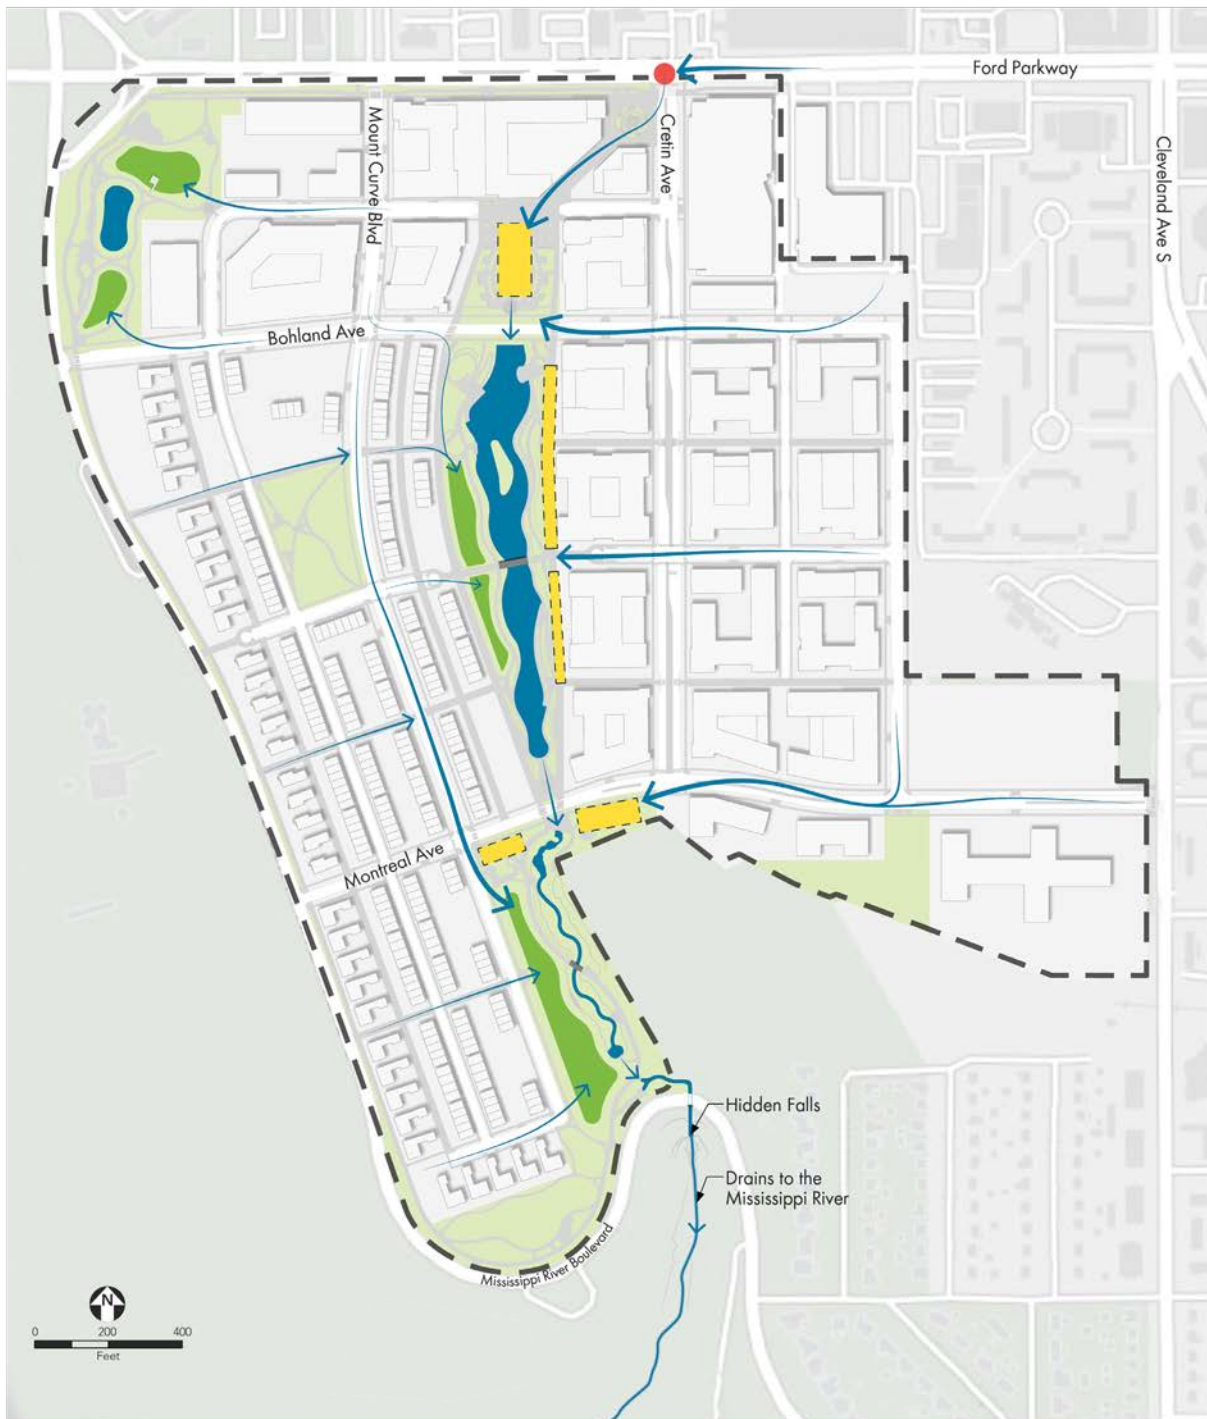 Ford Parkway
Mount Curve Blvd
Cretin Ave
Cleveland Ave S
Bohland Ave
Montreal Ave
Hidden Falls
Drains to the
Mississippi River
Mississippi River Boulevard
N
0 200 400
Feet